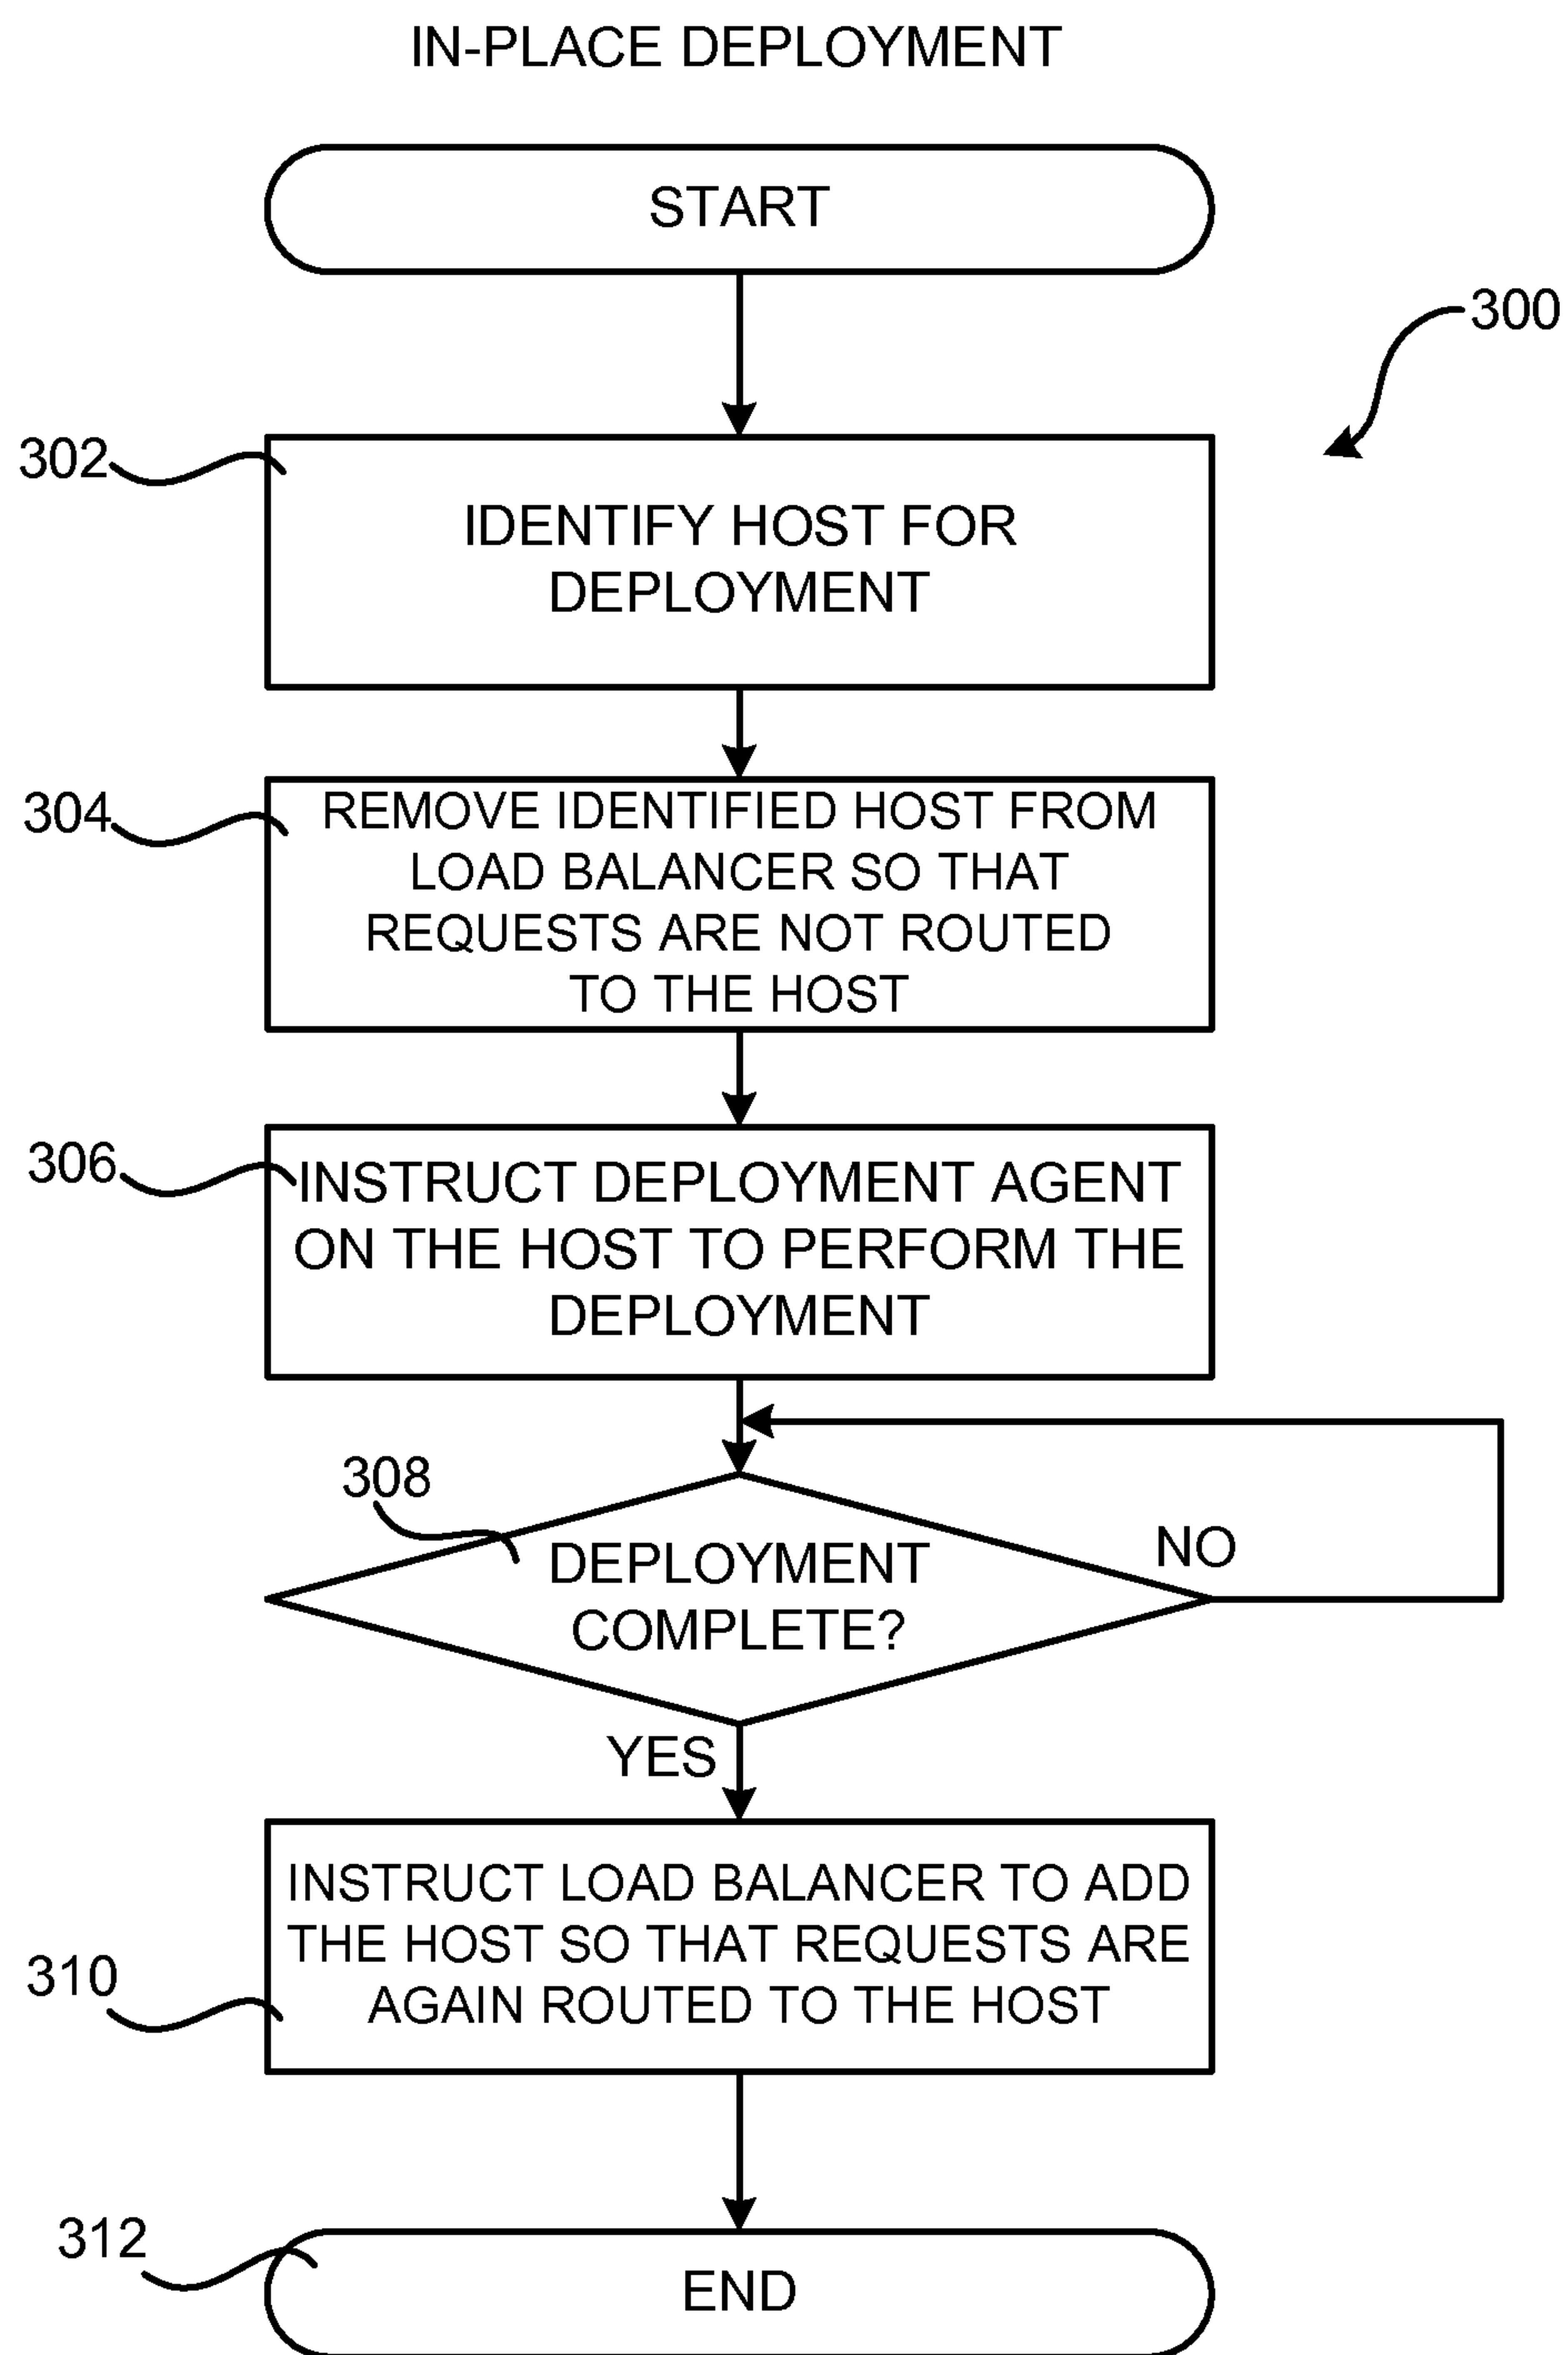 IN-PLACE DEPLOYMENT
START
300
302
IDENTIFY HOST FOR
DEPLOYMENT
304
REMOVE IDENTIFIED HOST FROM
LOAD BALANCER SO THAT
REQUESTS ARE NOT ROUTED
TO THE HOST
306
INSTRUCT DEPLOYMENT AGENT
ON THE HOST TO PERFORM THE
DEPLOYMENT
308
DEPLOYMENT
COMPLETE?
NO
YES
310
INSTRUCT LOAD BALANCER TO ADD
THE HOST SO THAT REQUESTS ARE
AGAIN ROUTED TO THE HOST
312
END